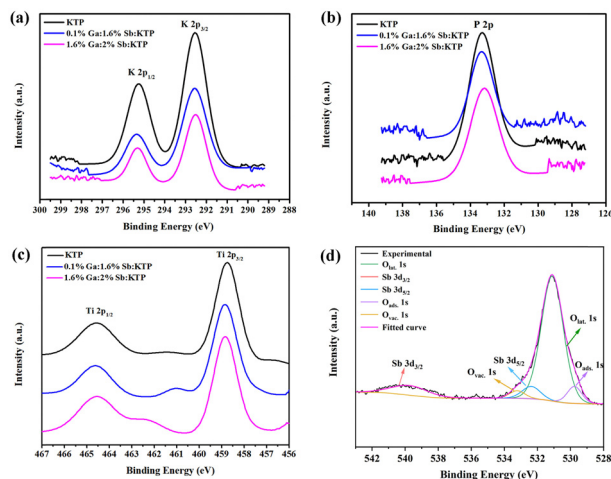 (a)
KTP
0.1% Ga:1.6% Sb:KTP
1.6% Ga:2% Sb:KTP
K 2p3/2
K 2p1/2
Intensity (a.u.)
300 299 298 297 296 295 294 293 292 291 290 289 288
Binding Energy (eV)
(b)
P 2p
KTP
0.1% Ga:1.6% Sb:KTP
1.6% Ga:2% Sb:KTP
Intensity (a.u.)
140 138 136 134 132 130 128 126
Binding Energy (eV)
(c)
KTP
0.1% Ga:1.6% Sb:KTP
1.6% Ga:2% Sb:KTP
Ti 2p3/2
Ti 2p1/2
Intensity (a.u.)
467 466 465 464 463 462 461 460 459 458 457 456
Binding Energy (eV)
(d)
Experimental
Olat. 1s
Sb 3d3/2
Sb 3d5/2
Oads. 1s
Ovac. 1s
Fitted curve
Olat. 1s
Sb 3d5/2
Oads. 1s
Sb 3d3/2
Ovac. 1s
Intensity (a.u.)
542 540 538 536 534 532 530 528
Binding Energy (eV)